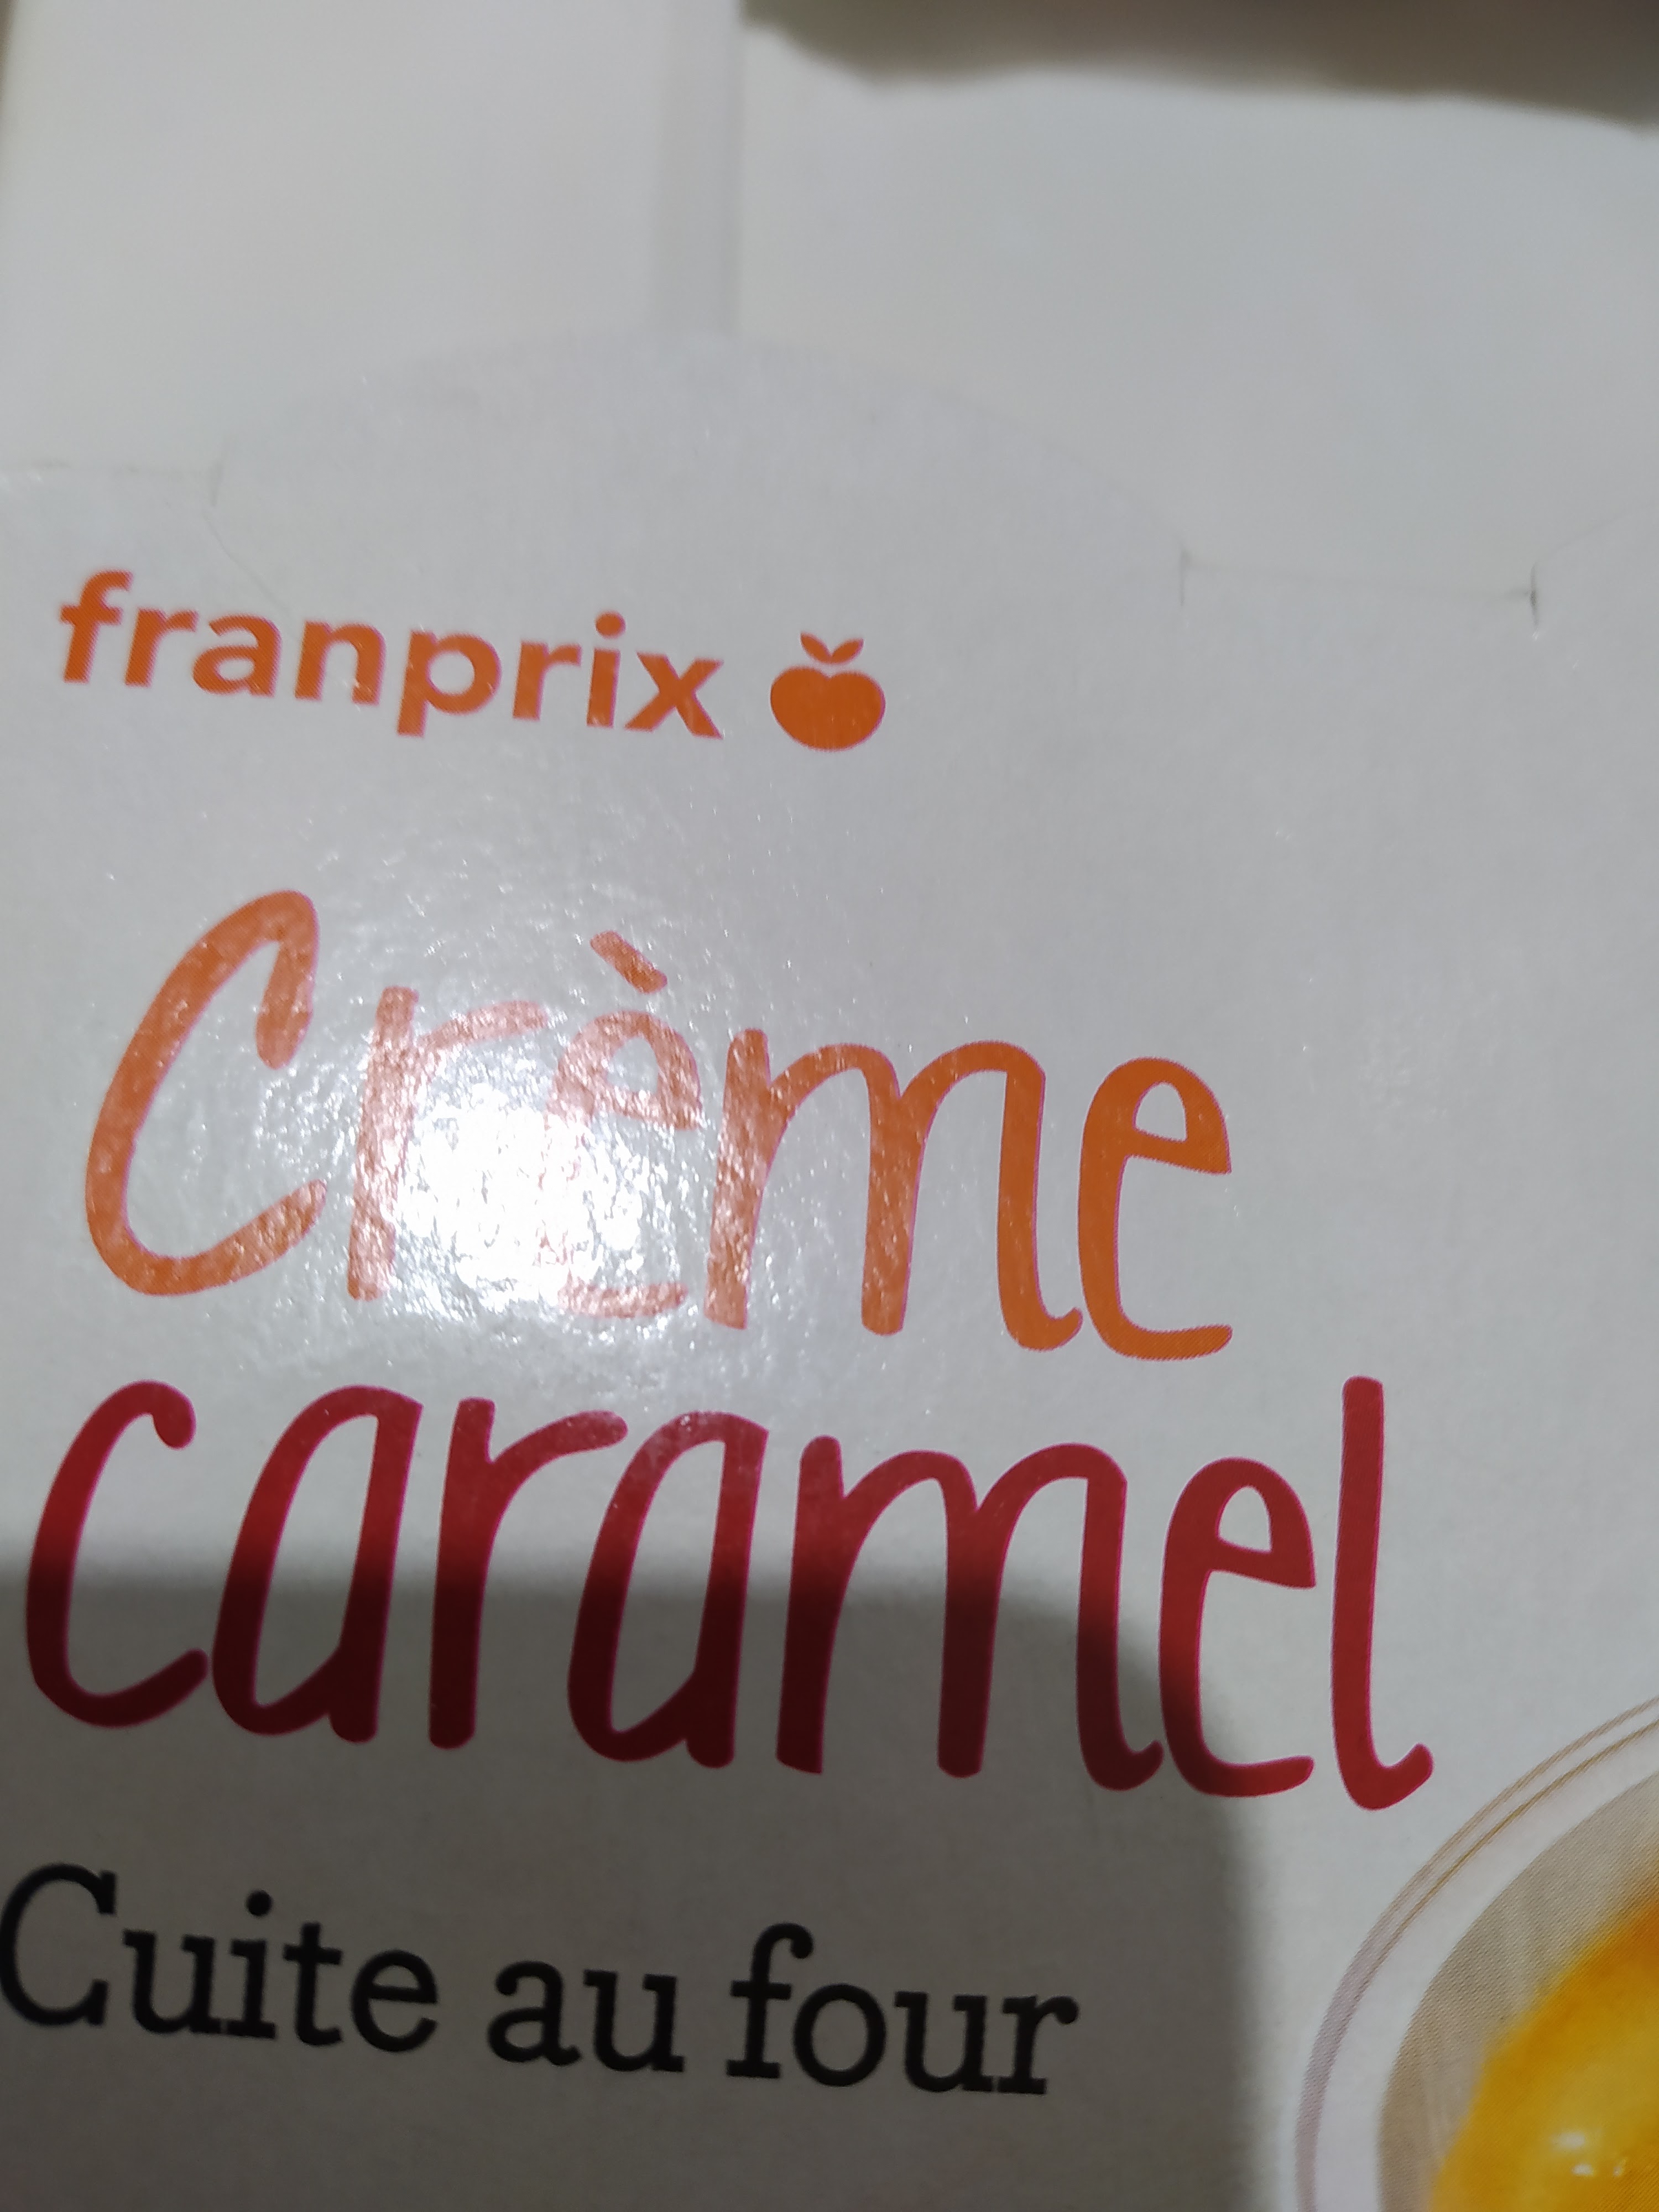 franprix
Crème
caramel
Cuite au four